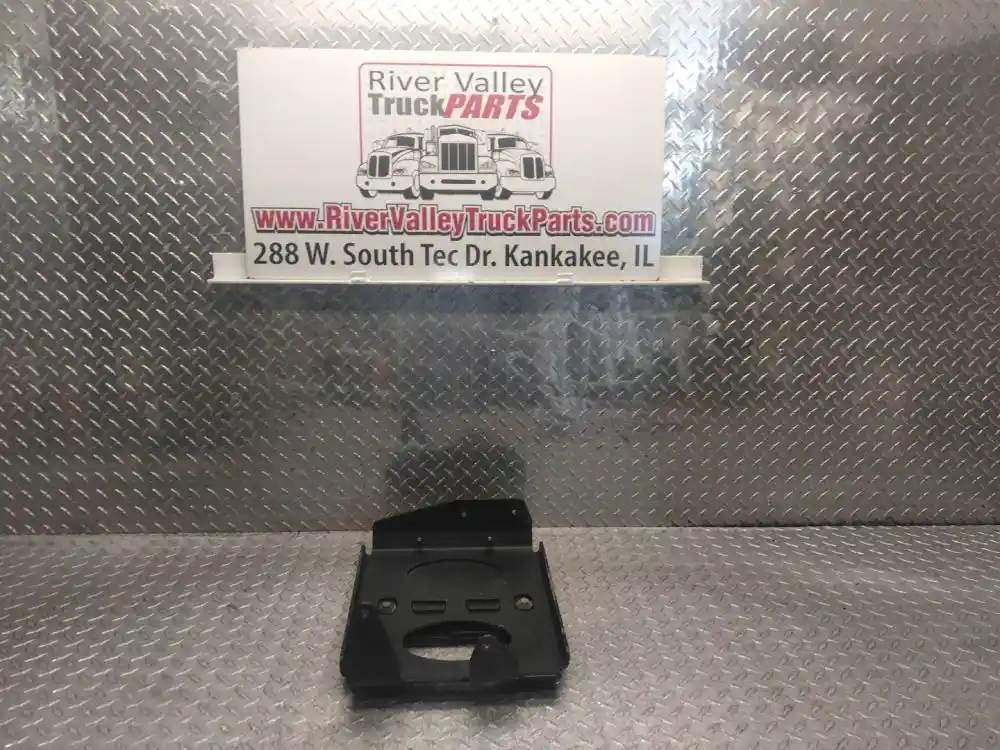 River Valley
TruckPARTS
www.RiverValleyTruckParts.com
288 W. South Tec Dr. Kankakee, IL